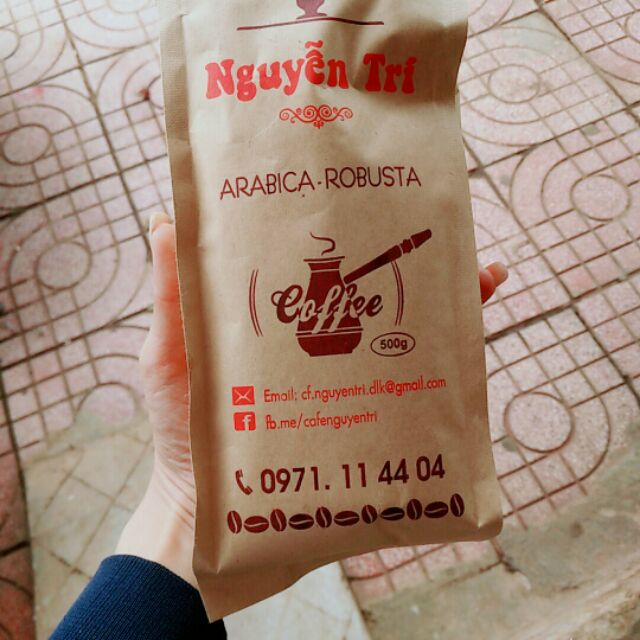 Nguyễn Trí
ARABICA-ROBUSTA
Coffee
500g
Email: cf.nguyentri.dlk@gmail.com
fb.me/cafenguyentri
0971. 11 44 04